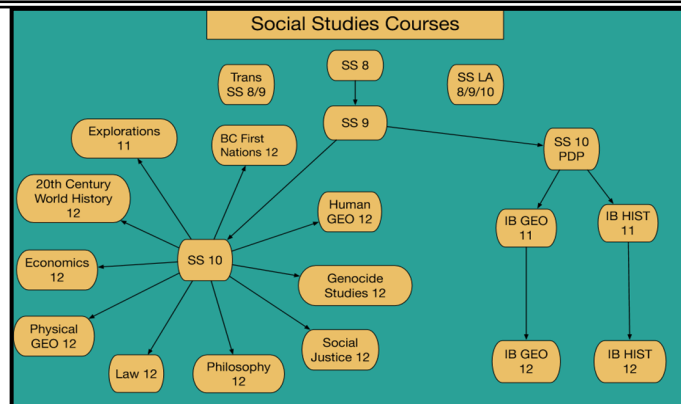 Social Studies Courses
SS 8
Trans
SS 8/9
SS LA
8/9/10
SS 9
Explorations
11
BC First
Nations 12
SS 10
PDP
20th Century
World History
12
Human
GEO 12
IB GEO
11
IB HIST
11
SS 10
Economics
12
Genocide
Studies 12
Physical
GEO 12
Law 12
Philosophy
12
Social
Justice 12
IB GEO
12
IB HIST
12